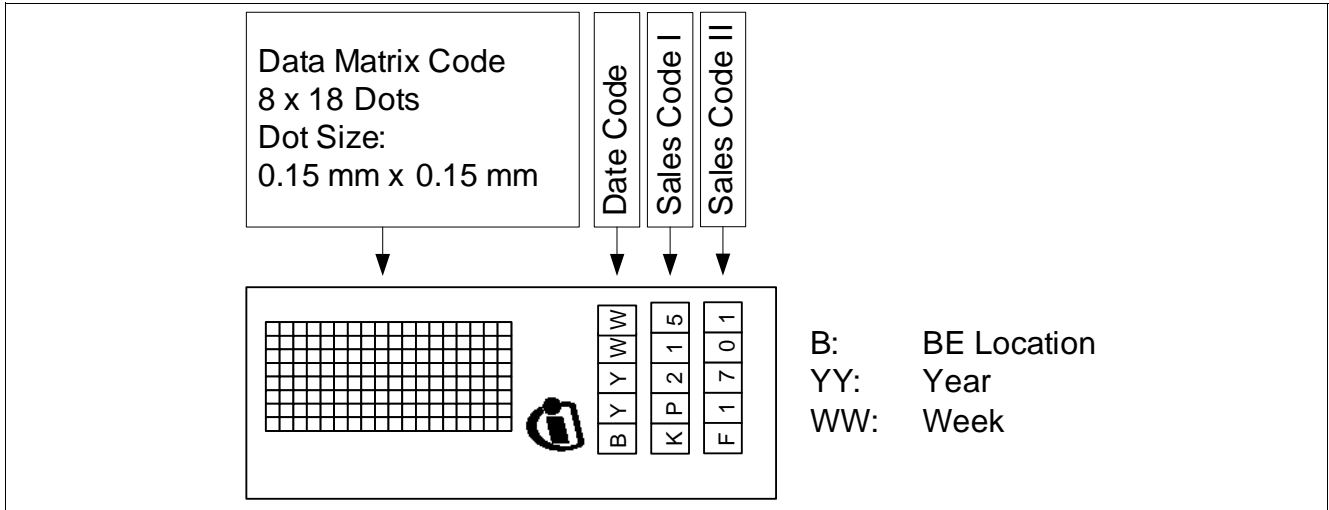 Data Matrix Code
8 x 18 Dots
Dot Size:
0.15 mm x 0.15 mm
Date Code
Sales Code I
Sales Code II
BYYWW
KP215
F1701
B: BE Location
YY: Year
WW: Week